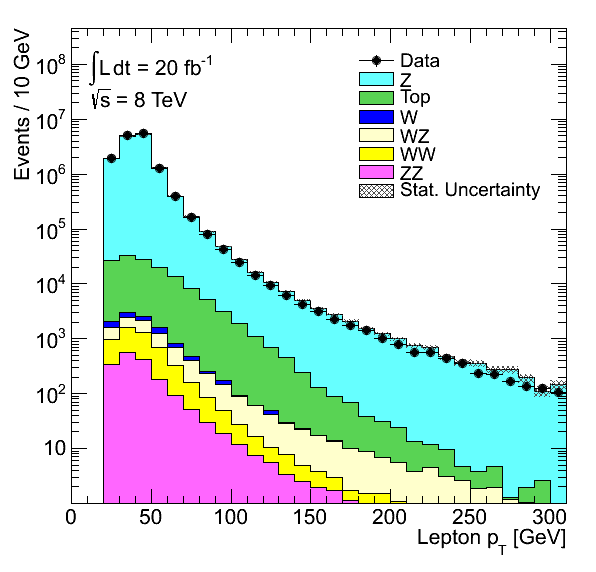 ∫L dt = 20 fb⁻¹
√s = 8 TeV
Data
Z
Top
W
WZ
WW
ZZ
Stat. Uncertainty
Events / 10 GeV
10⁸
10⁷
10⁶
10⁵
10⁴
10³
10²
10
0 50 100 150 200 250 300
Lepton p_T [GeV]